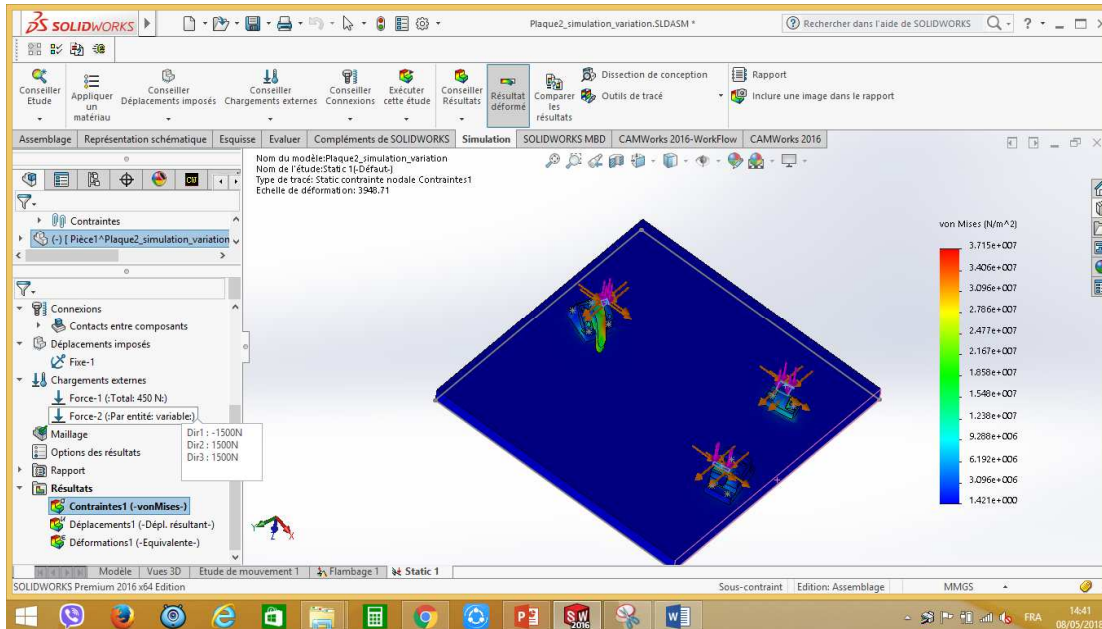 SOLIDWORKS
Plaque2_simulation_variation.SLDASM *
Rechercher dans l'aide de SOLIDWORKS
Conseiller Etude
Appliquer un matériau
Conseiller Déplacements imposés
Conseiller Chargements externes
Conseiller Connexions
Exécuter cette étude
Conseiller Résultats
Résultat déformé
Comparer les résultats
Dissection de conception
Outils de tracé
Rapport
Inclure une image dans le rapport
Assemblage
Représentation schématique
Esquisse
Evaluer
Compléments de SOLIDWORKS
Simulation
SOLIDWORKS MBD
CAMWorks 2016-WorkFlow
CAMWorks 2016
Nom du modèle:Plaque2_simulation_variation
Nom de l'étude:Static 1(-Défaut-)
Type de tracé: Static contrainte nodale Contraintes1
Echelle de déformation: 3948.71
Contraintes
(-) [ Pièce1^Plaque2_simulation_variation
Connexions
Contacts entre composants
Déplacements imposés
Fixe-1
Chargements externes
Force-1 (:Total: 450 N:)
Force-2 (:Par entité: variable:)
Dir1 : -1500N
Dir2 : 1500N
Dir3 : 1500N
Maillage
Options des résultats
Rapport
Résultats
Contraintes1 (-vonMises-)
Déplacements1 (-Dépl. résultant-)
Déformations1 (-Equivalente-)
von Mises (N/m^2)
3.715e+007
3.406e+007
3.096e+007
2.786e+007
2.477e+007
2.167e+007
1.858e+007
1.548e+007
1.238e+007
9.288e+006
6.192e+006
3.096e+006
1.421e+000
Y
X
Z
Modèle
Vues 3D
Etude de mouvement 1
Flambage 1
Static 1
SOLIDWORKS Premium 2016 x64 Edition
Sous-contraint
Edition: Assemblage
MMGS
SW 2016
FRA
14:41
08/05/2018